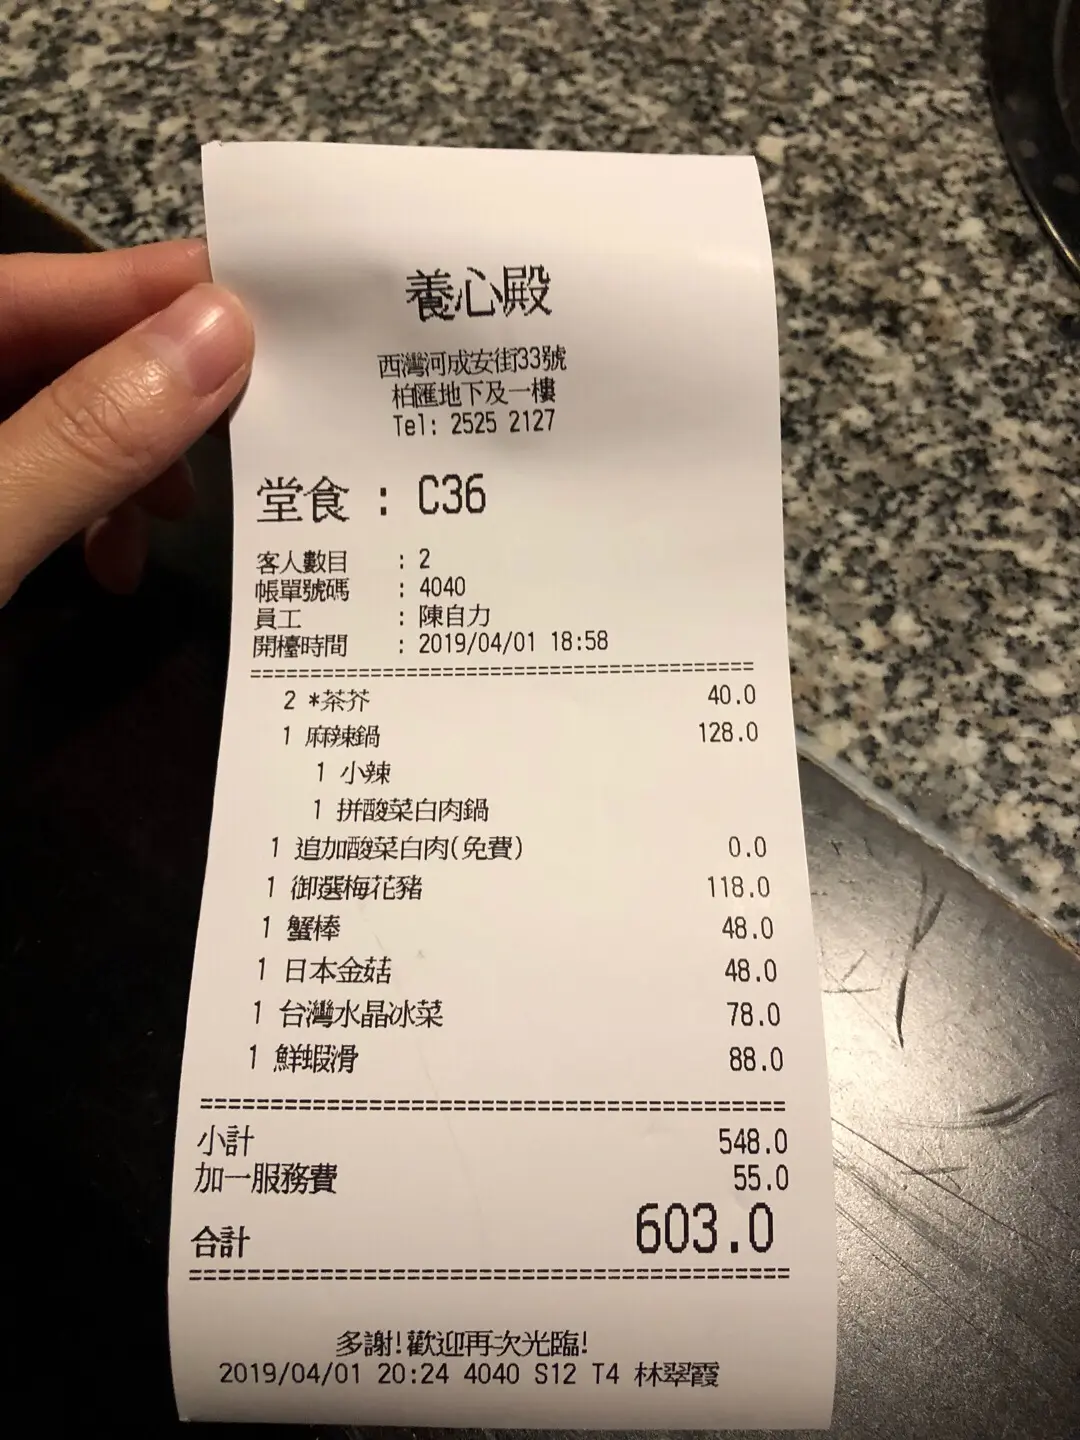 養心殿
西灣河成安街33號
柏匯地下及一樓
Tel: 2525 2127
堂食 : C36
客人數目 : 2
帳單號碼 : 4040
員工 : 陳自力
開檯時間 : 2019/04/01 18:58
2 *茶芥 40.0
1 麻辣鍋 128.0
1 小辣
1 拼酸菜白肉鍋
1 追加酸菜白肉(免費) 0.0
1 御選梅花豬 118.0
1 蟹棒 48.0
1 日本金菇 48.0
1 台灣水晶冰菜 78.0
1 鮮蝦滑 88.0
小計 548.0
加一服務費 55.0
合計 603.0
多謝!歡迎再次光臨!
2019/04/01 20:24 4040 S12 T4 林翠霞